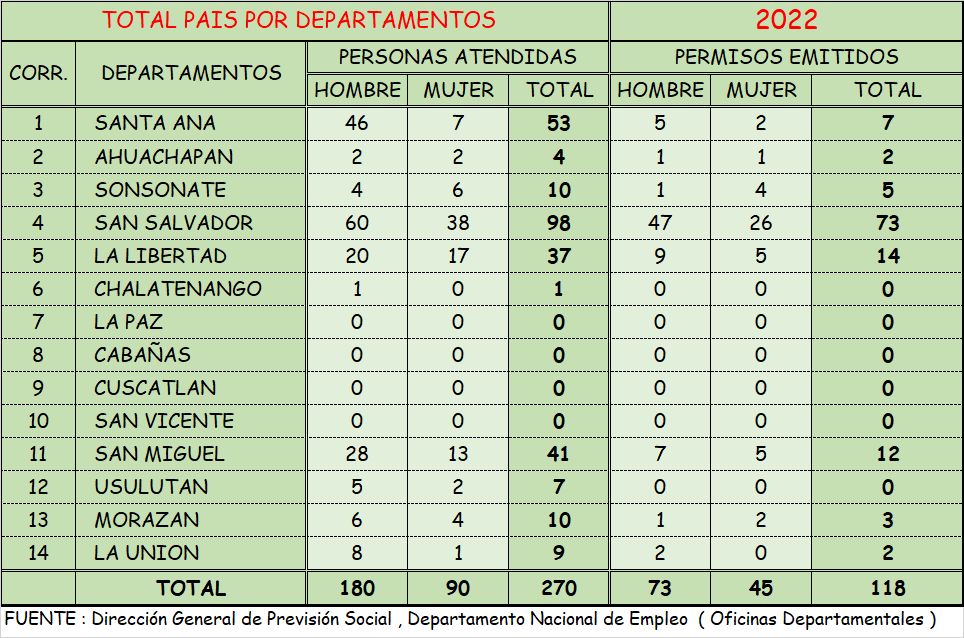 TOTAL PAIS POR DEPARTAMENTOS 2022
PERSONAS ATENDIDAS PERMISOS EMITIDOS
CORR. DEPARTAMENTOS
HOMBRE MUJER TOTAL HOMBRE MUJER TOTAL
1 SANTA ANA 46 7 53 5 2 7
2 AHUACHAPAN 2 2 4 1 1 2
3 SONSONATE 4 6 10 1 4 5
4 SAN SALVADOR 60 38 98 47 26 73
5 LA LIBERTAD 20 17 37 9 5 14
6 CHALATENANGO 1 0 1 0 0 0
7 LA PAZ 0 0 0 0 0 0
8 CABAÑAS 0 0 0 0 0 0
9 CUSCATLAN 0 0 0 0 0 0
10 SAN VICENTE 0 0 0 0 0 0
11 SAN MIGUEL 28 13 41 7 5 12
12 USULUTAN 5 2 7 0 0 0
13 MORAZAN 6 4 10 1 2 3
14 LA UNION 8 1 9 2 0 2
TOTAL 180 90 270 73 45 118
FUENTE : Dirección General de Previsión Social , Departamento Nacional de Empleo ( Oficinas Departamentales )